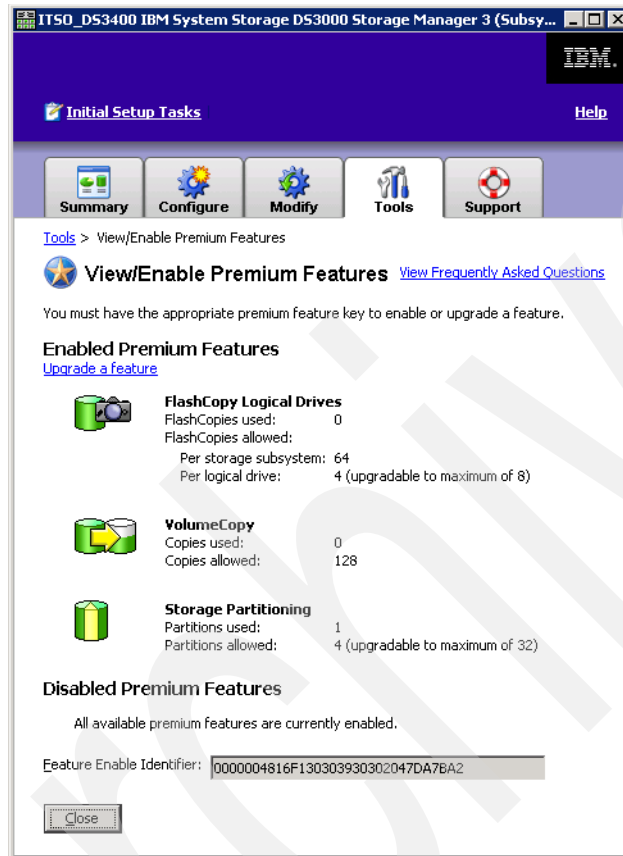 ITSO_DS3400 IBM System Storage DS3000 Storage Manager 3 (Subsy...
IBM.
Initial Setup Tasks
Help
Summary
Configure
Modify
Tools
Support
Tools > View/Enable Premium Features
View/Enable Premium Features View Frequently Asked Questions
You must have the appropriate premium feature key to enable or upgrade a feature.
Enabled Premium Features
Upgrade a feature
FlashCopy Logical Drives
FlashCopies used: 0
FlashCopies allowed:
Per storage subsystem: 64
Per logical drive: 4 (upgradable to maximum of 8)
VolumeCopy
Copies used: 0
Copies allowed: 128
Storage Partitioning
Partitions used: 1
Partitions allowed: 4 (upgradable to maximum of 32)
Disabled Premium Features
All available premium features are currently enabled.
Feature Enable Identifier: 0000004816F130303930302047DA7BA2
Close